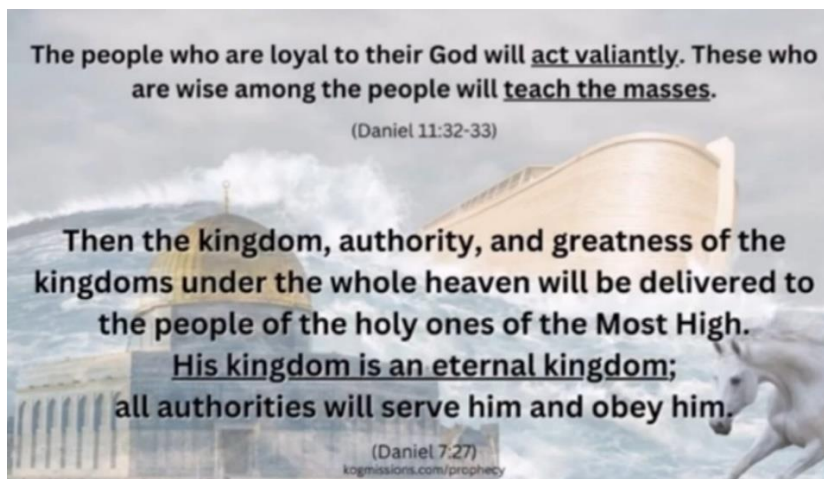 The people who are loyal to their God will act valiantly. These who
are wise among the people will teach the masses.
(Daniel 11:32-33)
Then the kingdom, authority, and greatness of the
kingdoms under the whole heaven will be delivered to
the people of the holy ones of the Most High.
His kingdom is an eternal kingdom;
all authorities will serve him and obey him.
(Daniel 7:27)
kogmissions.com/prophecy